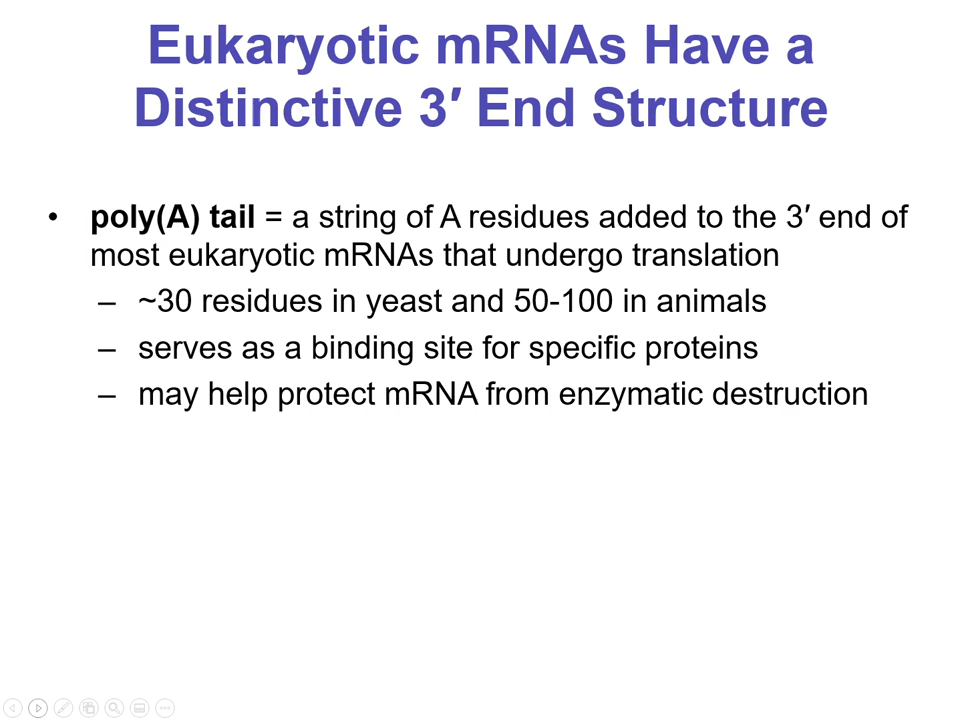 Eukaryotic mRNAs Have a
Distinctive 3′ End Structure
• poly(A) tail = a string of A residues added to the 3′ end of
most eukaryotic mRNAs that undergo translation
– ~30 residues in yeast and 50-100 in animals
– serves as a binding site for specific proteins
– may help protect mRNA from enzymatic destruction